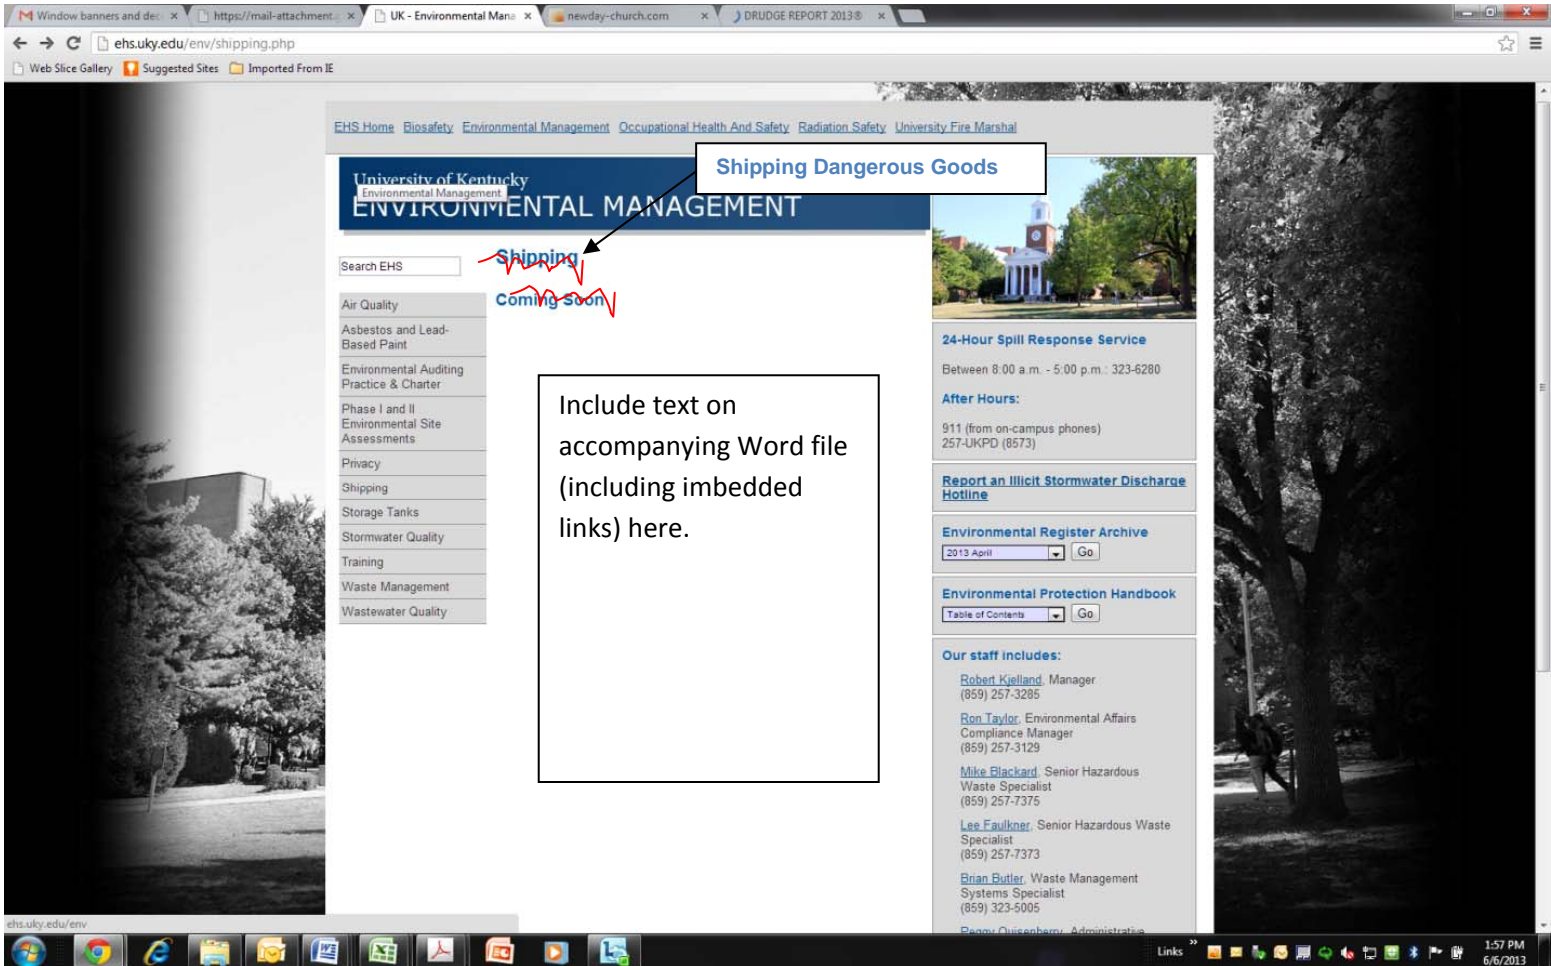 Window banners and dec
https://mail-attachment.
UK - Environmental Mana
newday-church.com
DRUDGE REPORT 2013®
ehs.uky.edu/env/shipping.php
Web Slice Gallery Suggested Sites Imported From IE
EHS Home Biosafety Environmental Management Occupational Health And Safety Radiation Safety University Fire Marshal
Shipping Dangerous Goods
University of Kentucky
Environmental Management
ENVIRONMENTAL MANAGEMENT
Search EHS
Air Quality
Asbestos and Lead-
Based Paint
Environmental Auditing
Practice & Charter
Phase I and II
Environmental Site
Assessments
Privacy
Shipping
Storage Tanks
Stormwater Quality
Training
Waste Management
Wastewater Quality
Shipping
Coming Soon
Include text on
accompanying Word file
(including imbedded
links) here.
24-Hour Spill Response Service
Between 8:00 a.m. - 5:00 p.m.: 323-6280
After Hours:
911 (from on-campus phones)
257-UKPD (8573)
Report an Illicit Stormwater Discharge
Hotline
Environmental Register Archive
2013 April Go
Environmental Protection Handbook
Table of Contents Go
Our staff includes:
Robert Kjelland, Manager
(859) 257-3285
Ron Taylor, Environmental Affairs
Compliance Manager
(859) 257-3129
Mike Blackard, Senior Hazardous
Waste Specialist
(859) 257-7375
Lee Faulkner, Senior Hazardous Waste
Specialist
(859) 257-7373
Brian Butler, Waste Management
Systems Specialist
(859) 323-5005
Peggy Quisenberry, Administrative
ehs.uky.edu/env
Links
1:57 PM
6/6/2013